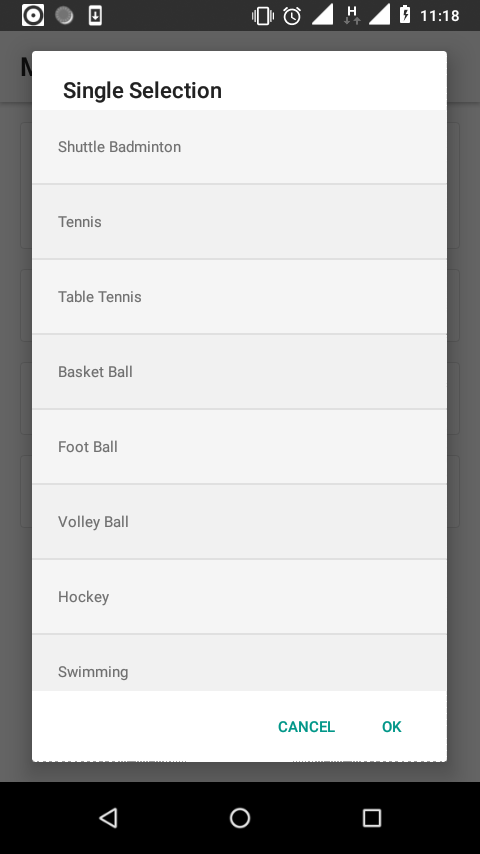 H
11:18
M
Single Selection
Shuttle Badminton
Tennis
Table Tennis
Basket Ball
Foot Ball
Volley Ball
Hockey
Swimming
CANCEL OK